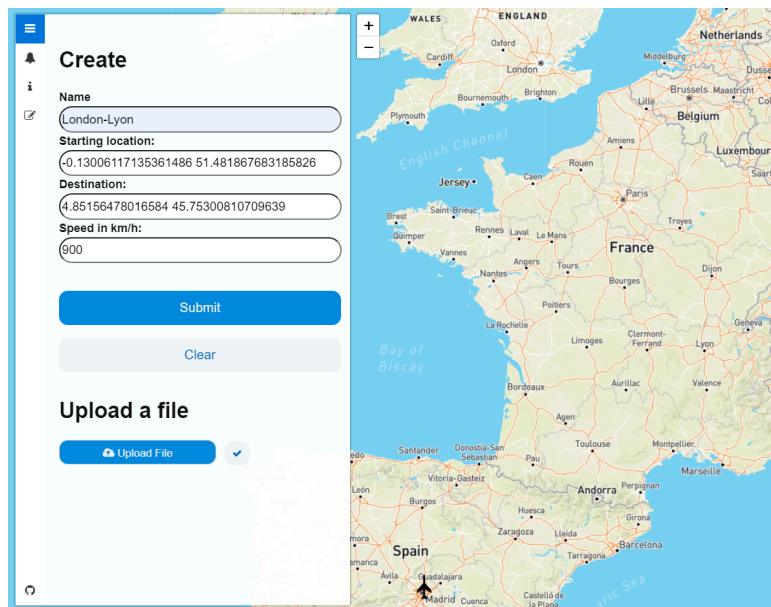 Create
Name
London-Lyon
Starting location:
-0.13006117135361486 51.481867683185826
Destination:
4.85156478016584 45.75300810709639
Speed in km/h:
900
Submit
Clear
Upload a file
Upload File
+
−
WALES
ENGLAND
Netherlands
Oxford
Cardiff
London
Middelburg
Bournemouth
Brighton
Brussels
Maastricht
Plymouth
Lille
Belgium
English Channel
Amiens
Luxembour
Rouen
Jersey
Caen
Paris
Brest
Saint-Brieuc
Troyes
Quimper
Rennes
Laval
Le Mans
France
Vannes
Angers
Tours
Dijon
Nantes
Bourges
Poitiers
La Rochelle
Geneva
Limoges
Clermont-
Ferrand
Lyon
Bay of
Biscay
Bordeaux
Aurillac
Valence
Agen
Santander
Donostia-San
Sebastian
Pau
Toulouse
Montpellier
Marseille
León
Vitoria-Gasteiz
Andorra
Perpignan
Burgos
Huesca
Girona
Zaragoza
Lleida
Barcelona
Tarragona
Spain
Ávila
Guadalajara
Madrid
Cuenca
Castelló de
la Plana